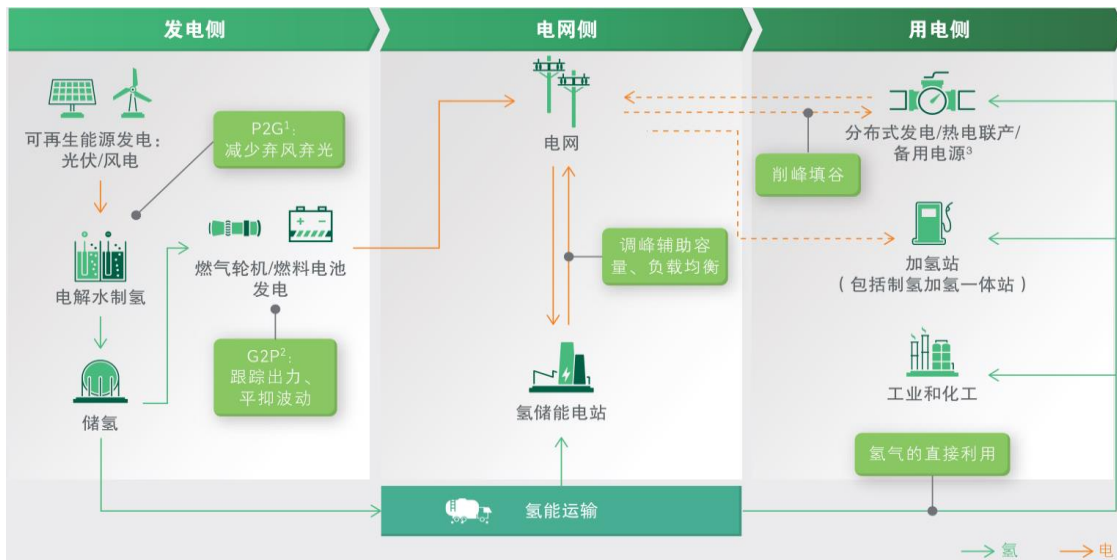 发电侧
电网侧
用电侧
可再生能源发电：
光伏/风电
P2G¹：
减少弃风弃光
电解水制氢
燃气轮机/燃料电池
发电
G2P²：
跟踪出力、
平抑波动
储氢
电网
调峰辅助容
量、负载均衡
氢储能电站
氢能运输
分布式发电/热电联产/
备用电源³
削峰填谷
加氢站
（包括制氢加氢一体站）
工业和化工
氢气的直接利用
氢
电